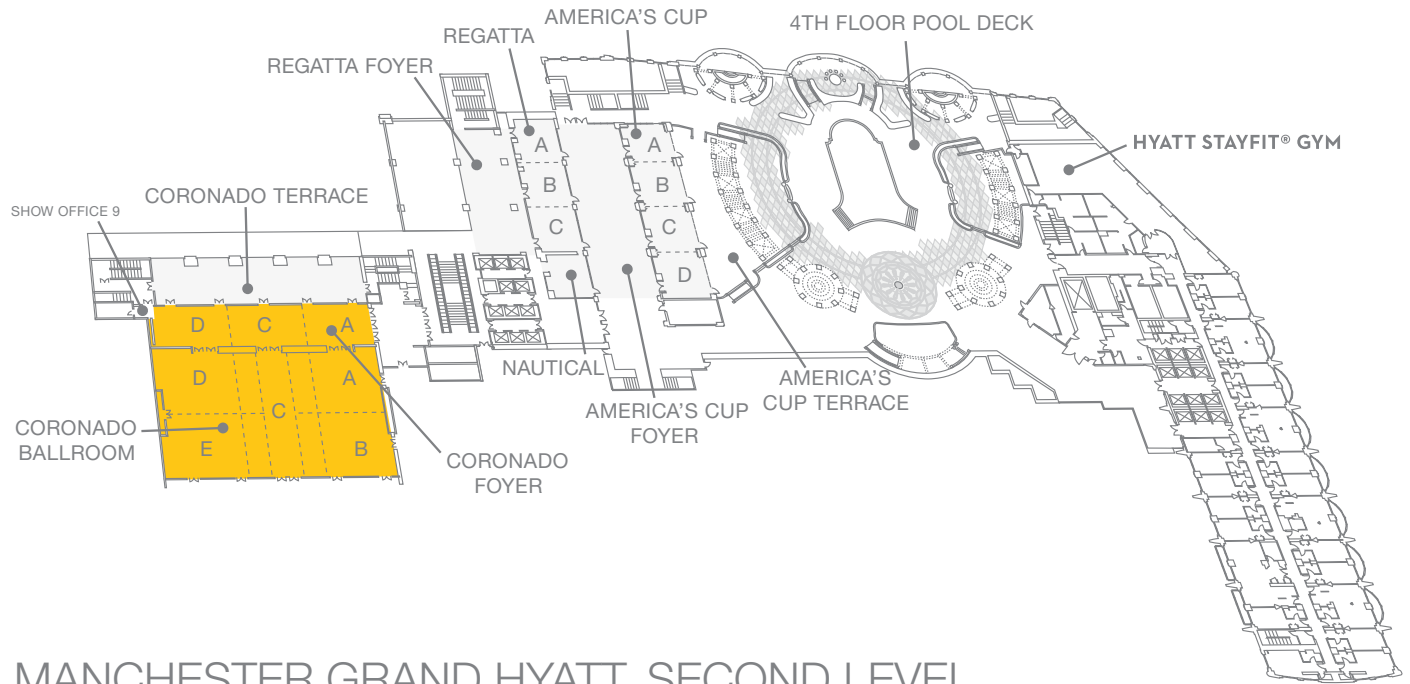 AMERICA'S CUP
4TH FLOOR POOL DECK
REGATTA
REGATTA FOYER
HYATT STAYFIT® GYM
A
A
B
B
C
C
D
CORONADO TERRACE
SHOW OFFICE 9
D
C
A
D
A
C
E
B
NAUTICAL
AMERICA'S
CUP TERRACE
AMERICA'S CUP
FOYER
CORONADO
BALLROOM
CORONADO
FOYER
MANCHESTER GRAND HYATT, SECOND LEVEL